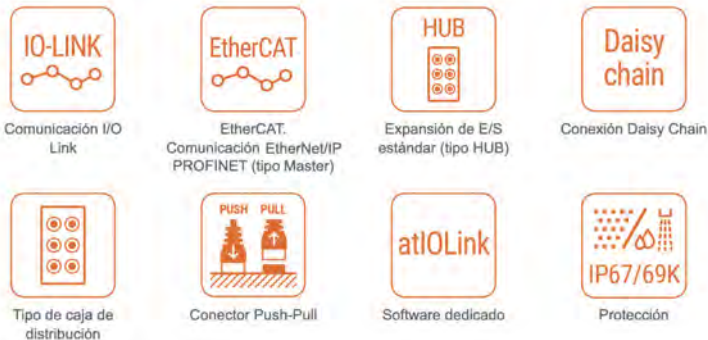 IO-LINK
Comunicación I/O
Link
EtherCAT
EtherCAT.
Comunicación EtherNet/IP
PROFINET (tipo Master)
HUB
Expansión de E/S
estándar (tipo HUB)
Daisy
chain
Conexión Daisy Chain
Tipo de caja de
distribución
PUSH PULL
Conector Push-Pull
atIOLink
Software dedicado
IP67/69K
Protección